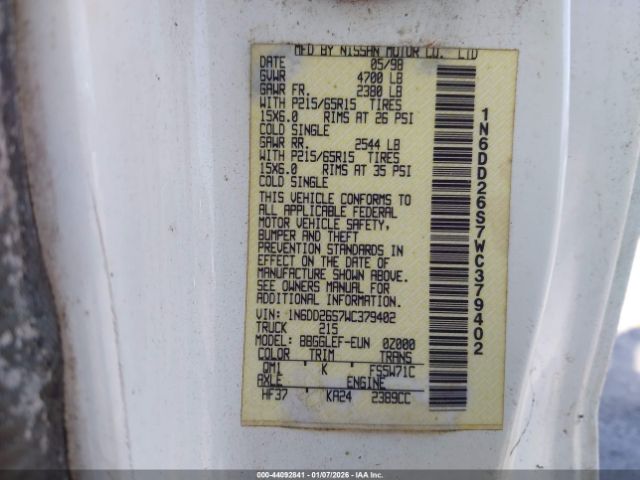 MFD BY NISSAN MOTOR CO. LTD
DATE 05/98
GVWR 4700 LB
GAWR FR. 2380 LB
WITH P215/65R15 TIRES
15X6.0 RIMS AT 26 PSI
COLD SINGLE
GAWR RR. 2544 LB
WITH P215/65R15 TIRES
15X6.0 RIMS AT 35 PSI
COLD SINGLE
THIS VEHICLE CONFORMS TO
ALL APPLICABLE FEDERAL
MOTOR VEHICLE SAFETY,
BUMPER AND THEFT
PREVENTION STANDARDS IN
EFFECT ON THE DATE OF
MANUFACTURE SHOWN ABOVE.
SEE OWNERS MANUAL FOR
ADDITIONAL INFORMATION.
VIN: 1N6DD26S7WC379402
TRUCK 215
MODEL: BBGGLEF-EUN 0Z000
COLOR TRIM TRANS
QM1 K FS5W71C
AXLE ENGINE
HF37 KA24 2389CC
1N6DD26S7WC379402
000-44092841 - 01/07/2026 - IAAI.COM